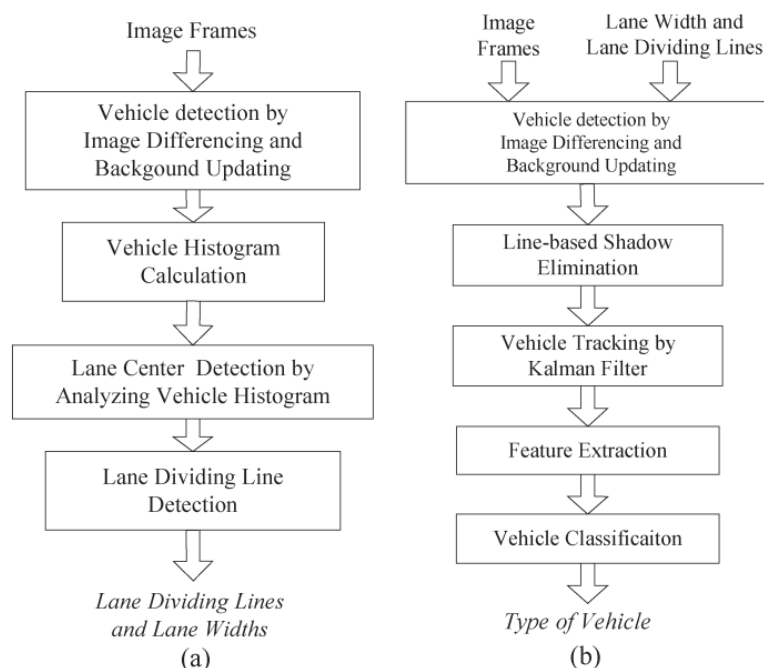 Image Frames
Vehicle detection by
Image Differencing and
Backgound Updating
Vehicle Histogram
Calculation
Lane Center Detection by
Analyzing Vehicle Histogram
Lane Dividing Line
Detection
Lane Dividing Lines
and Lane Widths
(a)
Image
Frames
Lane Width and
Lane Dividing Lines
Vehicle detection by
Image Differencing and
Background Updating
Line-based Shadow
Elimination
Vehicle Tracking by
Kalman Filter
Feature Extraction
Vehicle Classificaiton
Type of Vehicle
(b)